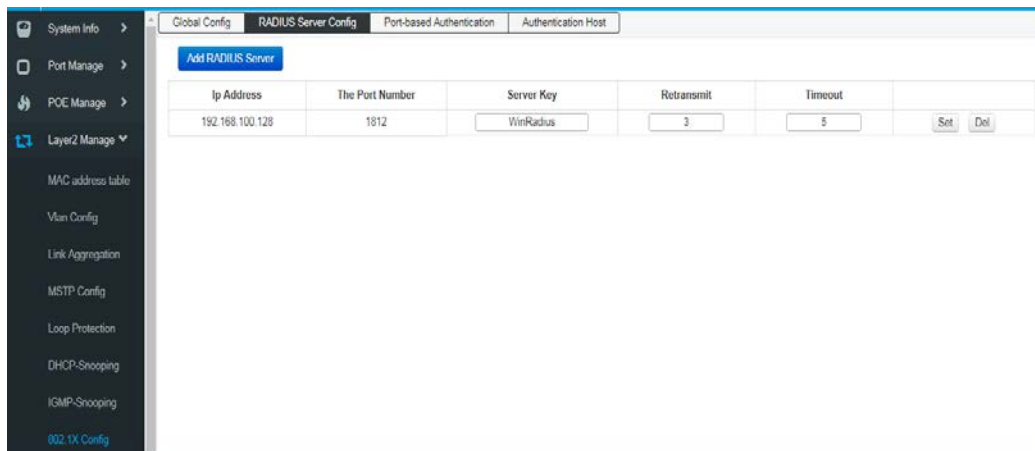 Global Config RADIUS Server Config Port-based Authentication Authentication Host
System Info
Port Manage
POE Manage
Layer2 Manage
MAC address table
Vlan Config
Link Aggregation
MSTP Config
Loop Protection
DHCP-Snooping
IGMP-Snooping
802.1X Config
Add RADIUS Server
Ip Address The Port Number Server Key Retransmit Timeout
192.168.100.128 1812 WinRadius 3 5 Set Del